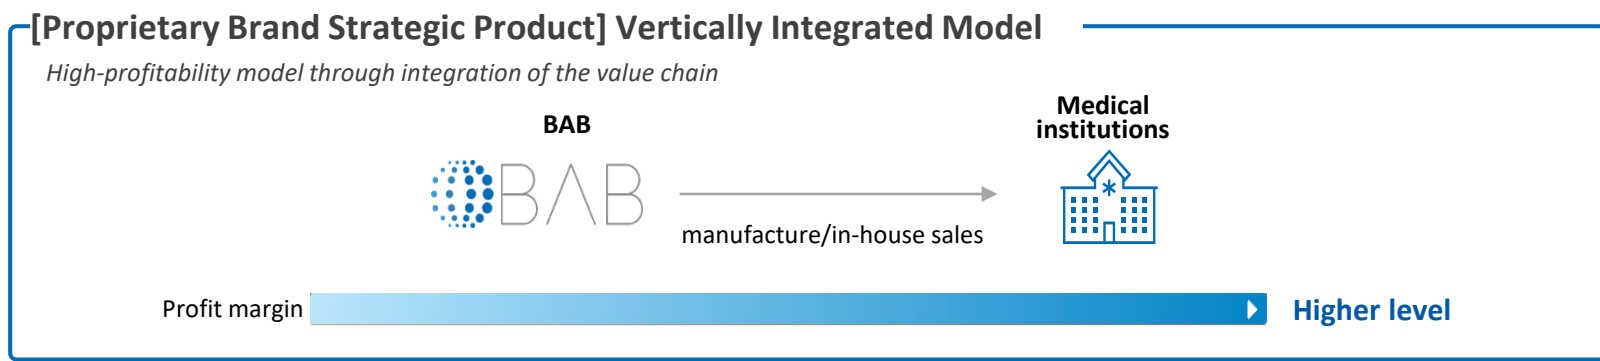 [Proprietary Brand Strategic Product] Vertically Integrated Model
High-profitability model through integration of the value chain
BAB
Medical
institutions
BAB
manufacture/in-house sales
Profit margin
Higher level